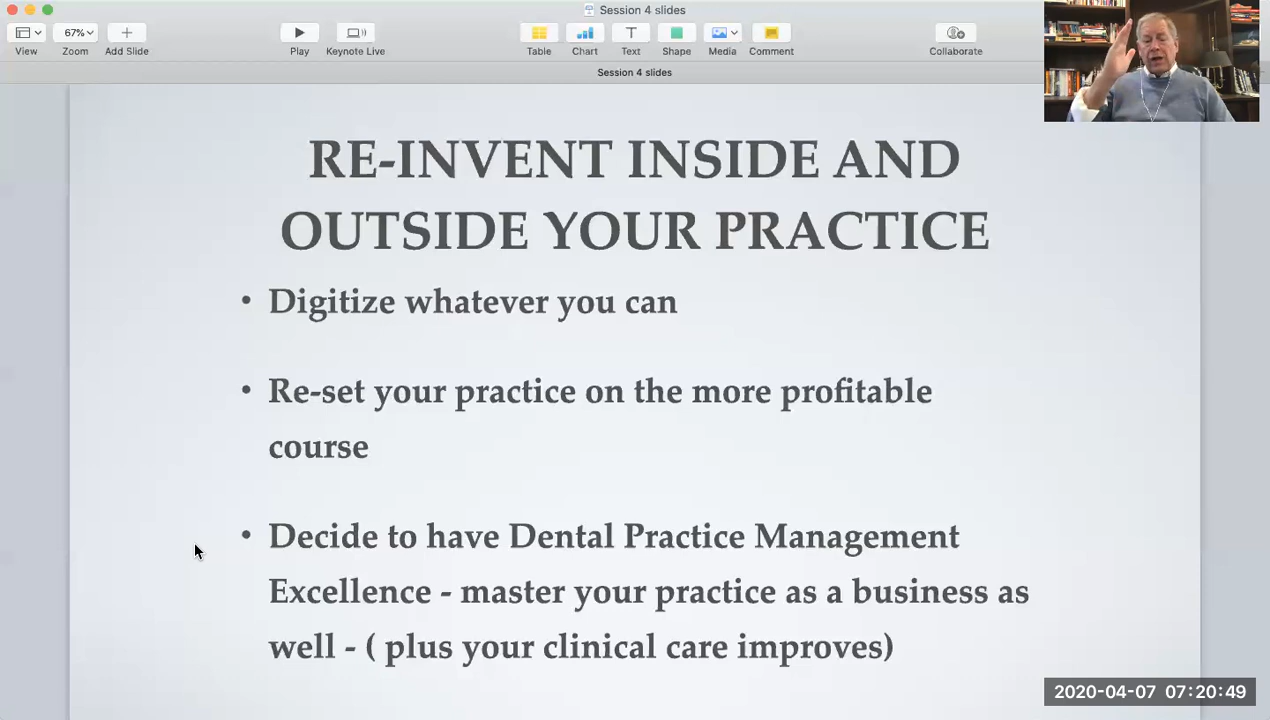 Session 4 slides
67%
View
Zoom
Add Slide
Play
Keynote Live
Table
Chart
Text
Shape
Media
Comment
Collaborate
Session 4 slides
RE-INVENT INSIDE AND
OUTSIDE YOUR PRACTICE
• Digitize whatever you can
• Re-set your practice on the more profitable
course
• Decide to have Dental Practice Management
Excellence - master your practice as a business as
well - ( plus your clinical care improves)
2020-04-07 07:20:49